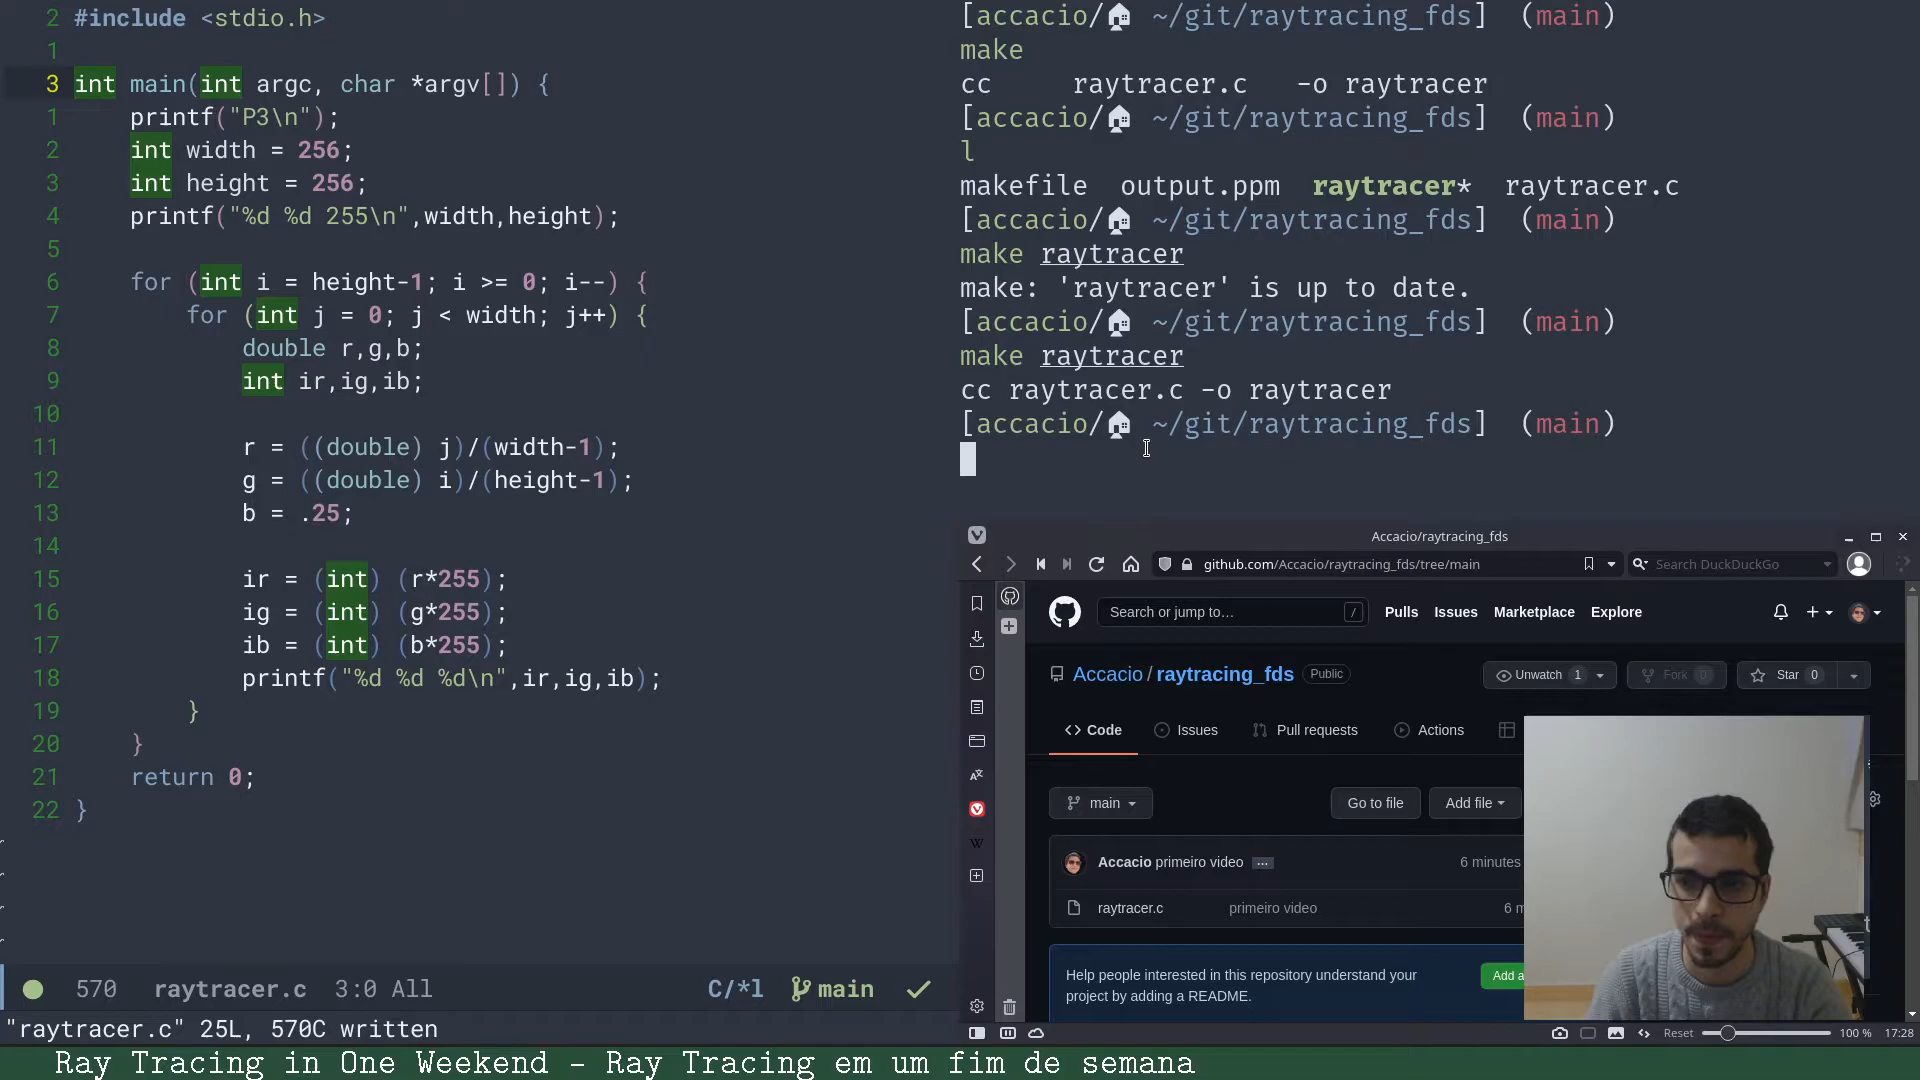 2 #include <stdio.h>
1
3 int main(int argc, char *argv[]) {
1 printf("P3\n");
2 int width = 256;
3 int height = 256;
4 printf("%d %d 255\n",width,height);
5
6 for (int i = height-1; i >= 0; i--) {
7 for (int j = 0; j < width; j++) {
8 double r,g,b;
9 int ir,ig,ib;
10
11 r = ((double) j)/(width-1);
12 g = ((double) i)/(height-1);
13 b = .25;
14
15 ir = (int) (r*255);
16 ig = (int) (g*255);
17 ib = (int) (b*255);
18 printf("%d %d %d\n",ir,ig,ib);
19 }
20 }
21 return 0;
22 }
570 raytracer.c 3:0 All C/*l main
"raytracer.c" 25L, 570C written
[accacio/ ~/git/raytracing_fds] (main)
make
cc raytracer.c -o raytracer
[accacio/ ~/git/raytracing_fds] (main)
l
makefile output.ppm raytracer* raytracer.c
[accacio/ ~/git/raytracing_fds] (main)
make raytracer
make: 'raytracer' is up to date.
[accacio/ ~/git/raytracing_fds] (main)
make raytracer
cc raytracer.c -o raytracer
[accacio/ ~/git/raytracing_fds] (main)
Accacio/raytracing_fds
github.com/Accacio/raytracing_fds/tree/main Search DuckDuckGo
Search or jump to… / Pulls Issues Marketplace Explore
Accacio / raytracing_fds Public Unwatch 1 Fork 0 Star 0
Code Issues Pull requests Actions
main Go to file Add file
Accacio primeiro video … 6 minutes
raytracer.c primeiro video 6 m
Help people interested in this repository understand your
project by adding a README.
Add a
Reset 100 % 17:28
Ray Tracing in One Weekend - Ray Tracing em um fim de semana